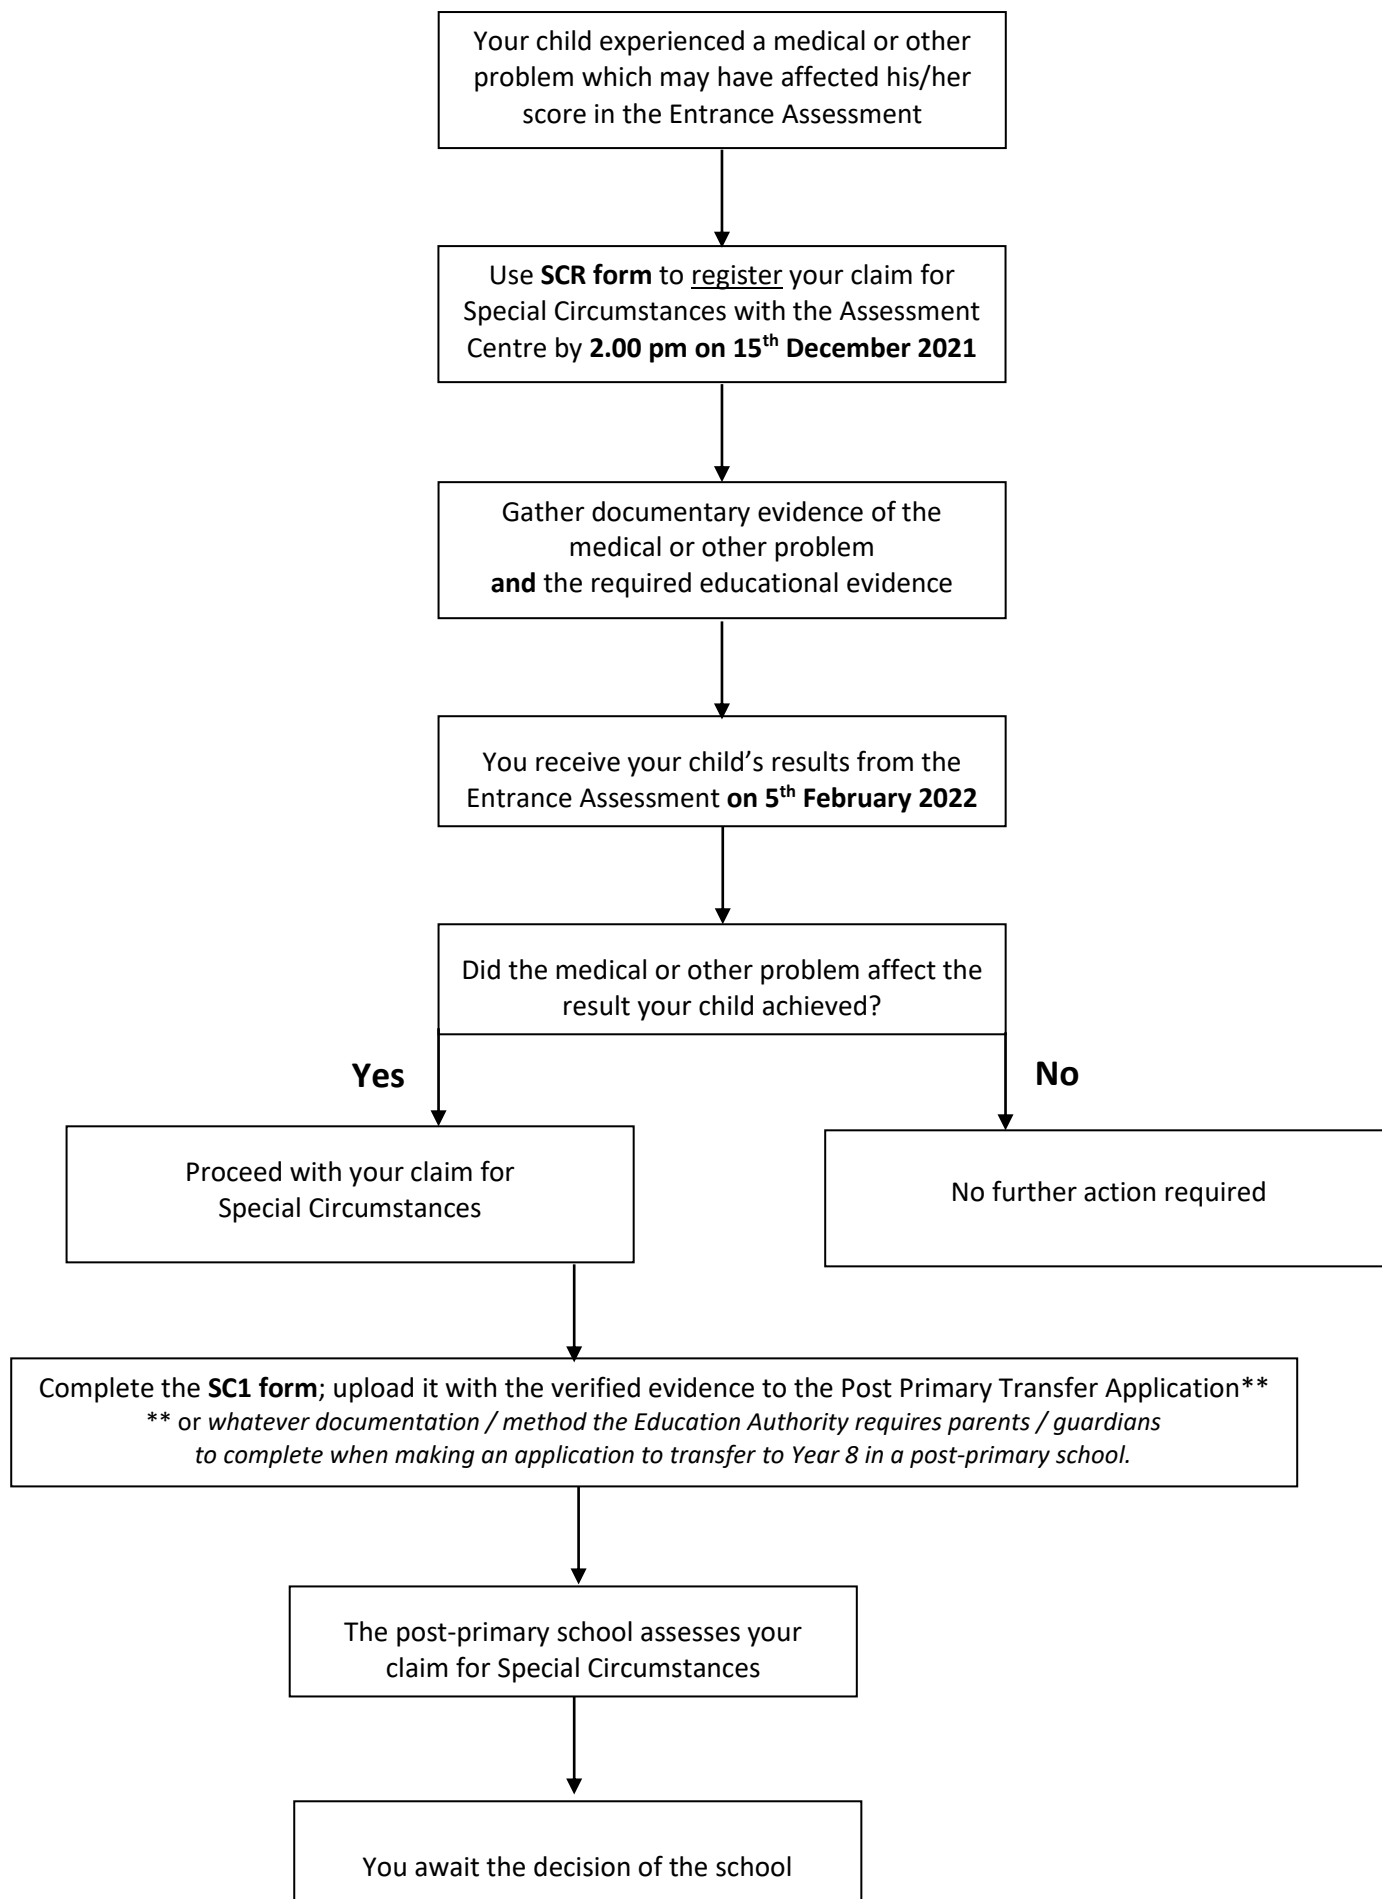 Your child experienced a medical or other
problem which may have affected his/her
score in the Entrance Assessment
Use SCR form to register your claim for
Special Circumstances with the Assessment
Centre by 2.00 pm on 15th December 2021
Gather documentary evidence of the
medical or other problem
and the required educational evidence
You receive your child’s results from the
Entrance Assessment on 5th February 2022
Did the medical or other problem affect the
result your child achieved?
Yes
No
Proceed with your claim for
Special Circumstances
No further action required
Complete the SC1 form; upload it with the verified evidence to the Post Primary Transfer Application**
** or whatever documentation / method the Education Authority requires parents / guardians
to complete when making an application to transfer to Year 8 in a post-primary school.
The post-primary school assesses your
claim for Special Circumstances
You await the decision of the school